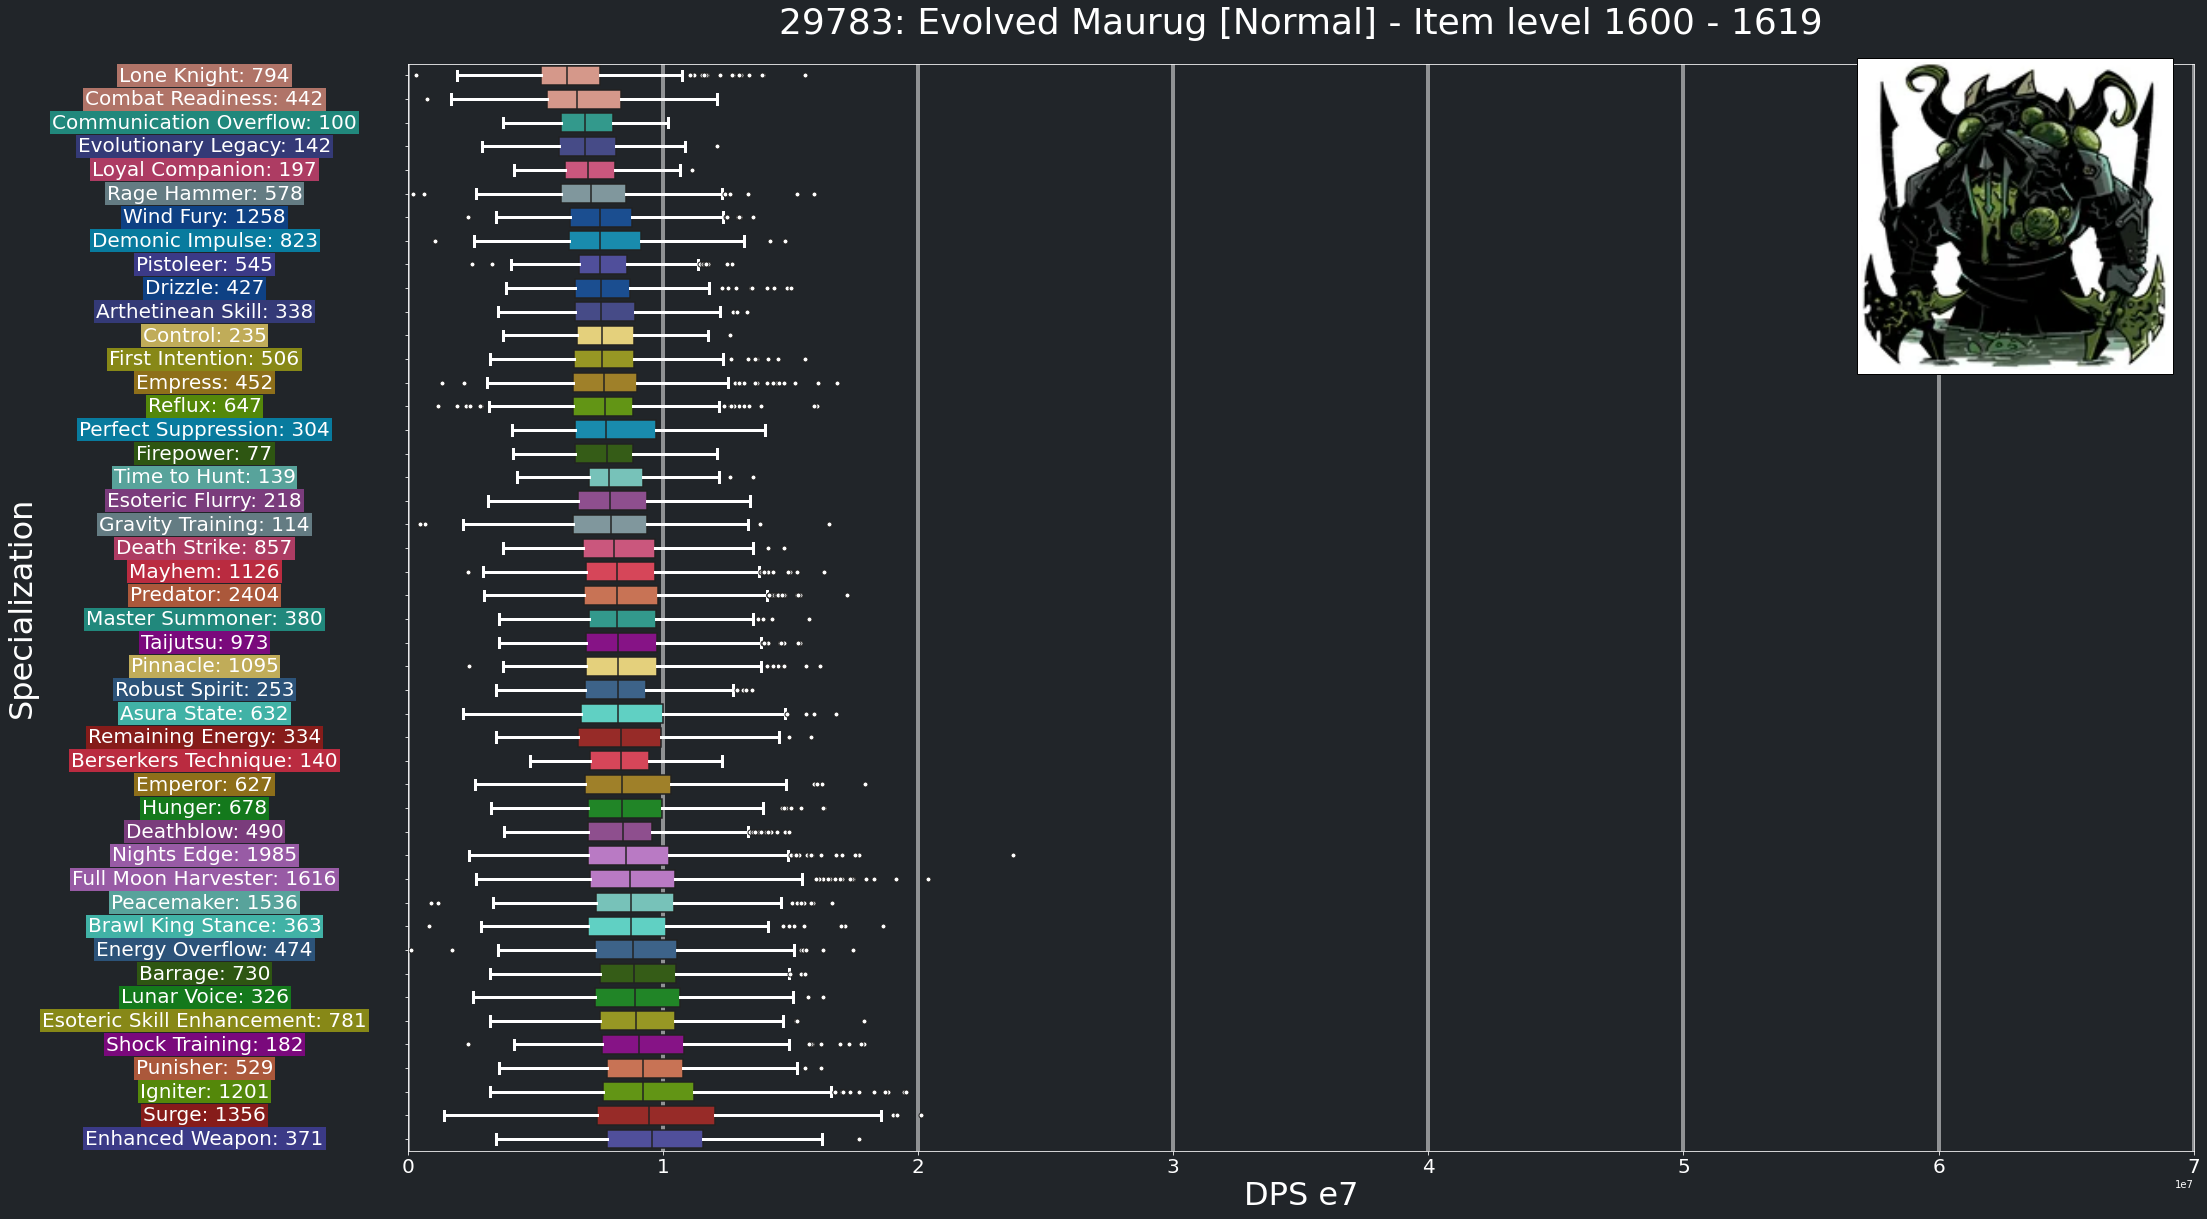 29783: Evolved Maurug [Normal] - Item level 1600 - 1619
Specialization
Lone Knight: 794
Combat Readiness: 442
Communication Overflow: 100
Evolutionary Legacy: 142
Loyal Companion: 197
Rage Hammer: 578
Wind Fury: 1258
Demonic Impulse: 823
Pistoleer: 545
Drizzle: 427
Arthetinean Skill: 338
Control: 235
First Intention: 506
Empress: 452
Reflux: 647
Perfect Suppression: 304
Firepower: 77
Time to Hunt: 139
Esoteric Flurry: 218
Gravity Training: 114
Death Strike: 857
Mayhem: 1126
Predator: 2404
Master Summoner: 380
Taijutsu: 973
Pinnacle: 1095
Robust Spirit: 253
Asura State: 632
Remaining Energy: 334
Berserkers Technique: 140
Emperor: 627
Hunger: 678
Deathblow: 490
Nights Edge: 1985
Full Moon Harvester: 1616
Peacemaker: 1536
Brawl King Stance: 363
Energy Overflow: 474
Barrage: 730
Lunar Voice: 326
Esoteric Skill Enhancement: 781
Shock Training: 182
Punisher: 529
Igniter: 1201
Surge: 1356
Enhanced Weapon: 371
0 1 2 3 4 5 6 7
1e7
DPS e7